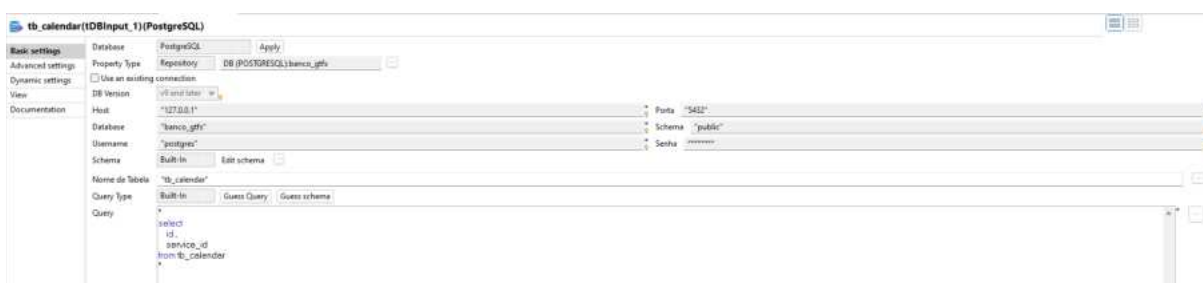 tb_calendar(tDBInput_1)(PostgreSQL)
Basic settings
Advanced settings
Dynamic settings
View
Documentation
Database PostgreSQL Apply
Property Type Repository DB (POSTGRESQL):banco_gtfs
Use an existing connection
DB Version v9 and later
Host "127.0.0.1" Porta "5432"
Database "banco_gtfs" Schema "public"
Username "postgres" Senha ********
Schema Built-In Edit schema
Nome de Tabela "tb_calendar"
Query Type Built-In Guess Query Guess schema
Query "
select
id,
service_id
from tb_calendar
"